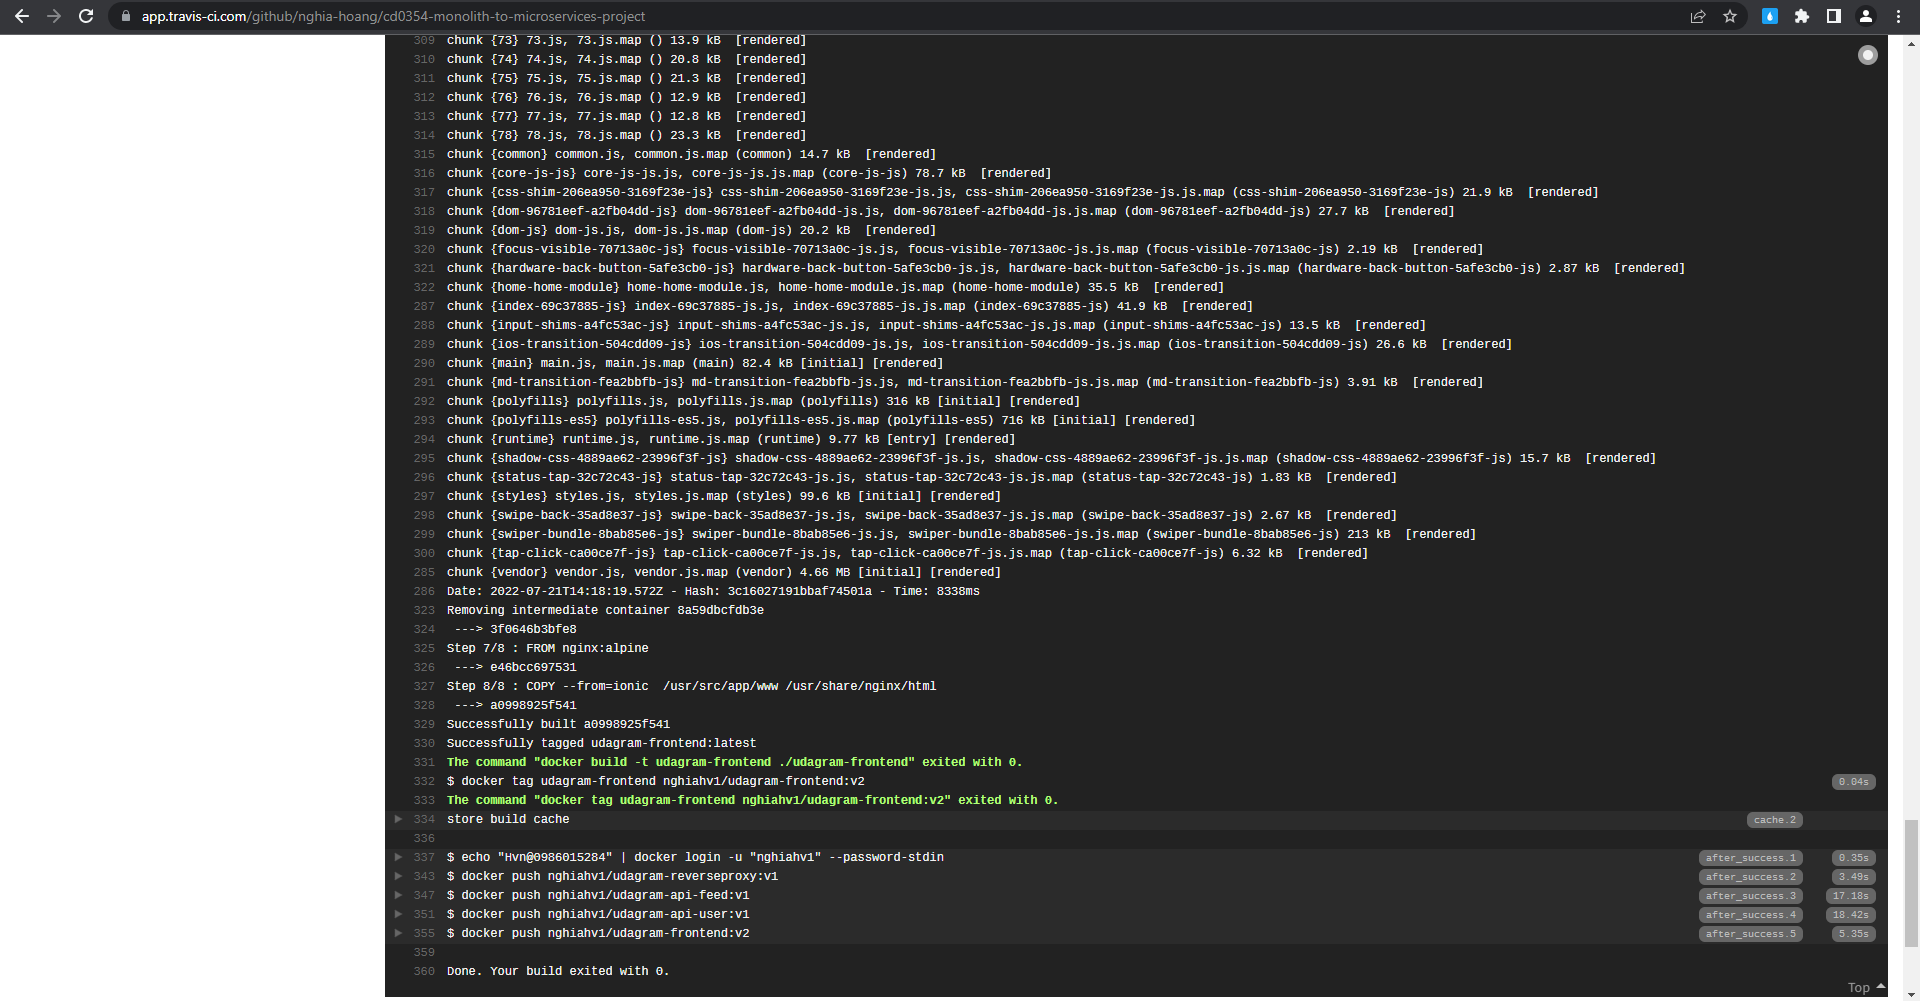 app.travis-ci.com/github/nghia-hoang/cd0354-monolith-to-microservices-project
309 chunk {73} 73.js, 73.js.map () 13.9 kB [rendered]
310 chunk {74} 74.js, 74.js.map () 20.8 kB [rendered]
311 chunk {75} 75.js, 75.js.map () 21.3 kB [rendered]
312 chunk {76} 76.js, 76.js.map () 12.9 kB [rendered]
313 chunk {77} 77.js, 77.js.map () 12.8 kB [rendered]
314 chunk {78} 78.js, 78.js.map () 23.3 kB [rendered]
315 chunk {common} common.js, common.js.map (common) 14.7 kB [rendered]
316 chunk {core-js-js} core-js-js.js, core-js-js.js.map (core-js-js) 78.7 kB [rendered]
317 chunk {css-shim-206ea950-3169f23e-js} css-shim-206ea950-3169f23e-js.js, css-shim-206ea950-3169f23e-js.js.map (css-shim-206ea950-3169f23e-js) 21.9 kB [rendered]
318 chunk {dom-96781eef-a2fb04dd-js} dom-96781eef-a2fb04dd-js.js, dom-96781eef-a2fb04dd-js.js.map (dom-96781eef-a2fb04dd-js) 27.7 kB [rendered]
319 chunk {dom-js} dom-js.js, dom-js.js.map (dom-js) 20.2 kB [rendered]
320 chunk {focus-visible-70713a0c-js} focus-visible-70713a0c-js.js, focus-visible-70713a0c-js.js.map (focus-visible-70713a0c-js) 2.19 kB [rendered]
321 chunk {hardware-back-button-5afe3cb0-js} hardware-back-button-5afe3cb0-js.js, hardware-back-button-5afe3cb0-js.js.map (hardware-back-button-5afe3cb0-js) 2.87 kB [rendered]
322 chunk {home-home-module} home-home-module.js, home-home-module.js.map (home-home-module) 35.5 kB [rendered]
287 chunk {index-69c37885-js} index-69c37885-js.js, index-69c37885-js.js.map (index-69c37885-js) 41.9 kB [rendered]
288 chunk {input-shims-a4fc53ac-js} input-shims-a4fc53ac-js.js, input-shims-a4fc53ac-js.js.map (input-shims-a4fc53ac-js) 13.5 kB [rendered]
289 chunk {ios-transition-504cdd09-js} ios-transition-504cdd09-js.js, ios-transition-504cdd09-js.js.map (ios-transition-504cdd09-js) 26.6 kB [rendered]
290 chunk {main} main.js, main.js.map (main) 82.4 kB [initial] [rendered]
291 chunk {md-transition-fea2bbfb-js} md-transition-fea2bbfb-js.js, md-transition-fea2bbfb-js.js.map (md-transition-fea2bbfb-js) 3.91 kB [rendered]
292 chunk {polyfills} polyfills.js, polyfills.js.map (polyfills) 316 kB [initial] [rendered]
293 chunk {polyfills-es5} polyfills-es5.js, polyfills-es5.js.map (polyfills-es5) 716 kB [initial] [rendered]
294 chunk {runtime} runtime.js, runtime.js.map (runtime) 9.77 kB [entry] [rendered]
295 chunk {shadow-css-4889ae62-23996f3f-js} shadow-css-4889ae62-23996f3f-js.js, shadow-css-4889ae62-23996f3f-js.js.map (shadow-css-4889ae62-23996f3f-js) 15.7 kB [rendered]
296 chunk {status-tap-32c72c43-js} status-tap-32c72c43-js.js, status-tap-32c72c43-js.js.map (status-tap-32c72c43-js) 1.83 kB [rendered]
297 chunk {styles} styles.js, styles.js.map (styles) 99.6 kB [initial] [rendered]
298 chunk {swipe-back-35ad8e37-js} swipe-back-35ad8e37-js.js, swipe-back-35ad8e37-js.js.map (swipe-back-35ad8e37-js) 2.67 kB [rendered]
299 chunk {swiper-bundle-8bab85e6-js} swiper-bundle-8bab85e6-js.js, swiper-bundle-8bab85e6-js.js.map (swiper-bundle-8bab85e6-js) 213 kB [rendered]
300 chunk {tap-click-ca00ce7f-js} tap-click-ca00ce7f-js.js, tap-click-ca00ce7f-js.js.map (tap-click-ca00ce7f-js) 6.32 kB [rendered]
285 chunk {vendor} vendor.js, vendor.js.map (vendor) 4.66 MB [initial] [rendered]
286 Date: 2022-07-21T14:18:19.572Z - Hash: 3c16027191bbaf74501a - Time: 8338ms
323 Removing intermediate container 8a59dbcfdb3e
324 ---> 3f0646b3bfe8
325 Step 7/8 : FROM nginx:alpine
326 ---> e46bcc697531
327 Step 8/8 : COPY --from=ionic /usr/src/app/www /usr/share/nginx/html
328 ---> a0998925f541
329 Successfully built a0998925f541
330 Successfully tagged udagram-frontend:latest
331 The command "docker build -t udagram-frontend ./udagram-frontend" exited with 0.
332 $ docker tag udagram-frontend nghiahv1/udagram-frontend:v2 0.04s
333 The command "docker tag udagram-frontend nghiahv1/udagram-frontend:v2" exited with 0.
334 store build cache cache.2
336
337 $ echo "Hvn@0986015284" | docker login -u "nghiahv1" --password-stdin after_success.1 0.35s
343 $ docker push nghiahv1/udagram-reverseproxy:v1 after_success.2 3.49s
347 $ docker push nghiahv1/udagram-api-feed:v1 after_success.3 17.18s
351 $ docker push nghiahv1/udagram-api-user:v1 after_success.4 18.42s
355 $ docker push nghiahv1/udagram-frontend:v2 after_success.5 5.35s
359
360 Done. Your build exited with 0.
Top